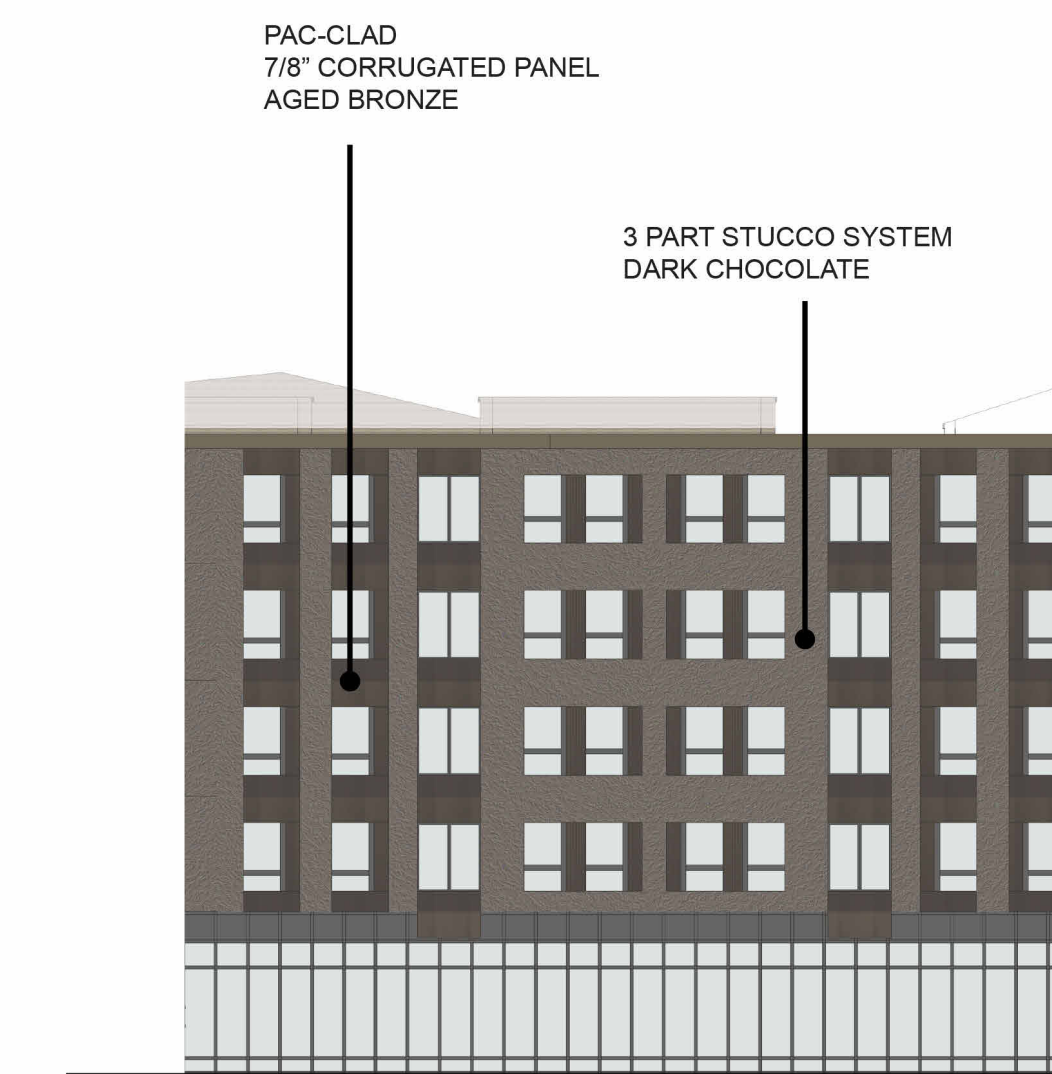 PAC-CLAD
7/8” CORRUGATED PANEL
AGED BRONZE
3 PART STUCCO SYSTEM
DARK CHOCOLATE